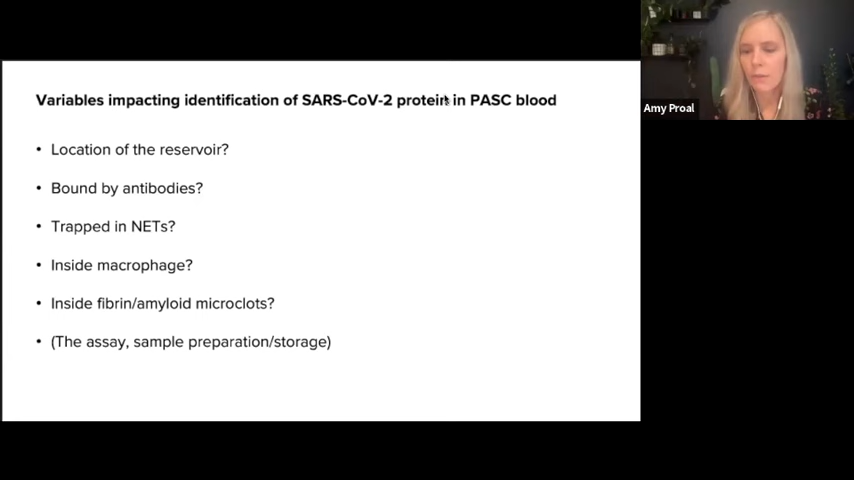 Variables impacting identification of SARS-CoV-2 protein in PASC blood
• Location of the reservoir?
• Bound by antibodies?
• Trapped in NETs?
• Inside macrophage?
• Inside fibrin/amyloid microclots?
• (The assay, sample preparation/storage)
Amy Proal